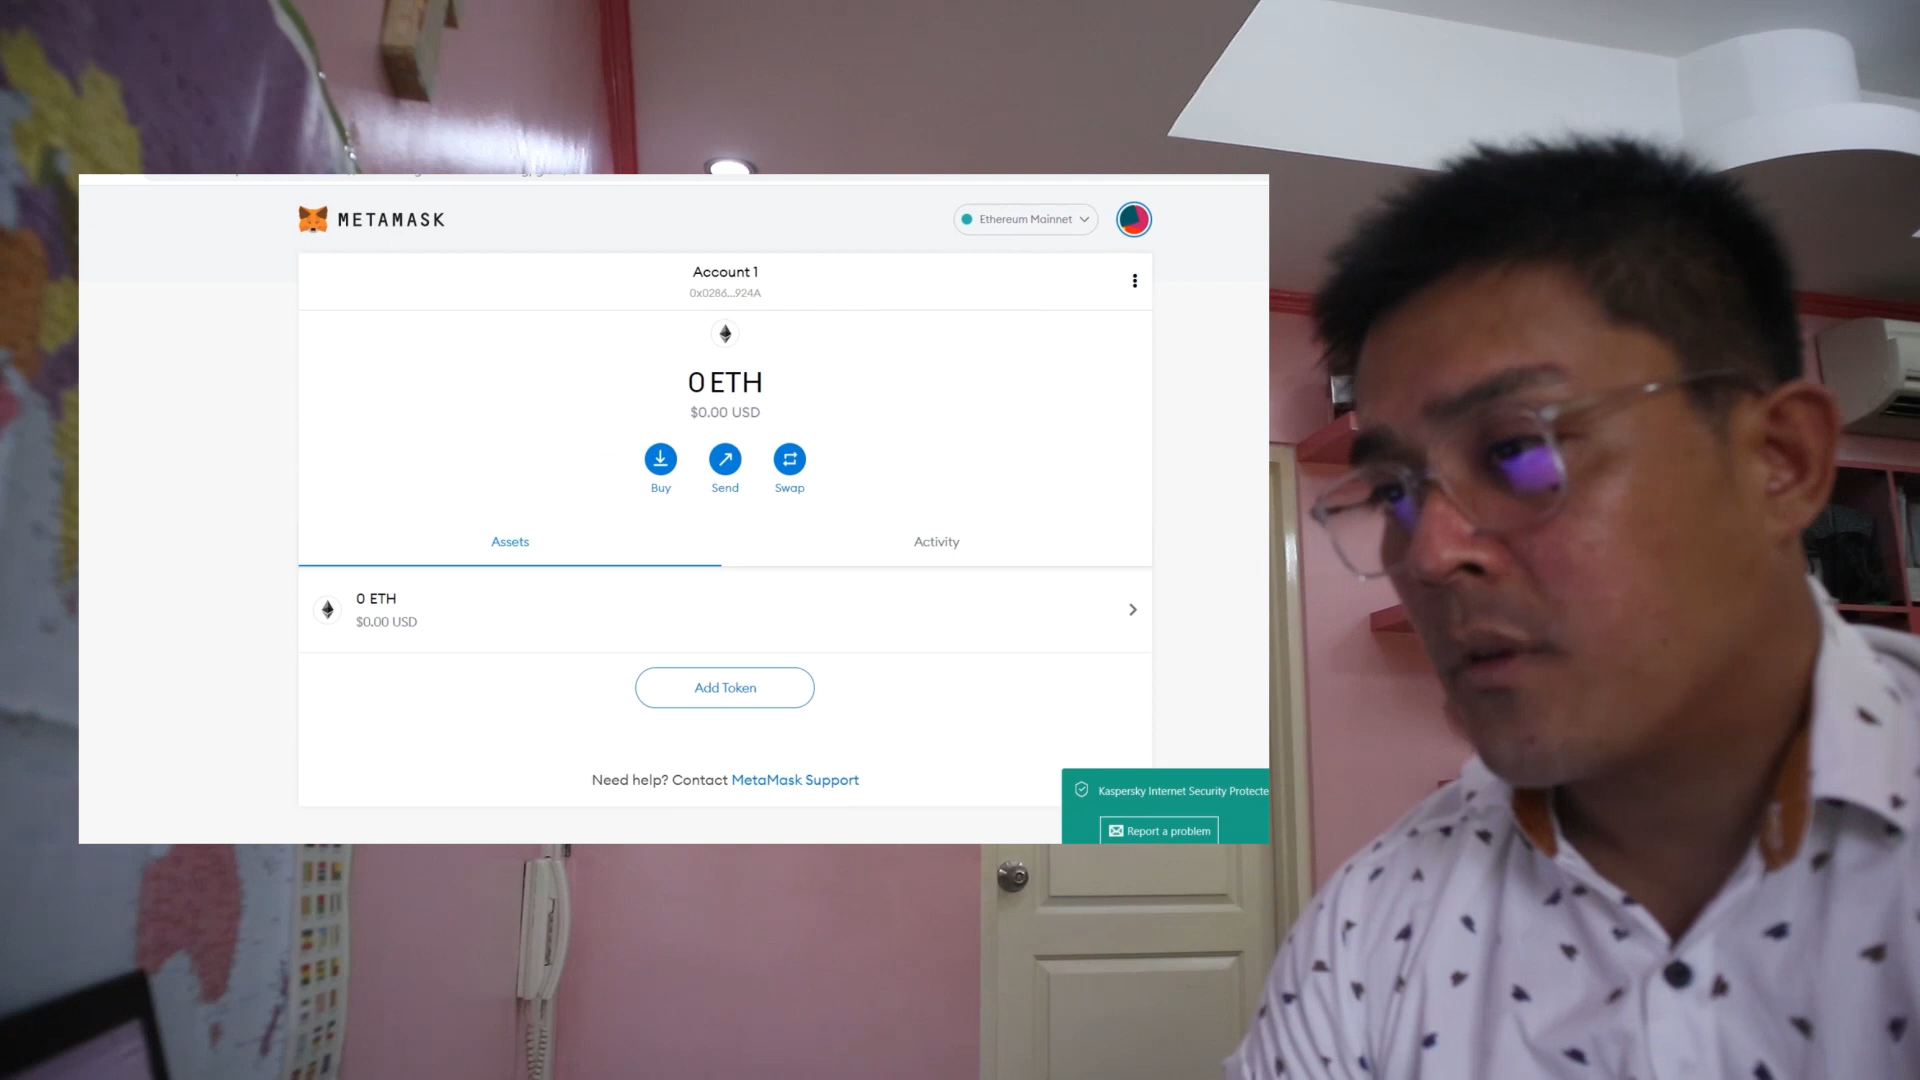 METAMASK
Ethereum Mainnet
Account 1
0x0286...924A
0 ETH
$0.00 USD
Buy
Send
Swap
Assets
Activity
0 ETH
$0.00 USD
Add Token
Need help? Contact MetaMask Support
Kaspersky Internet Security Protecte
Report a problem